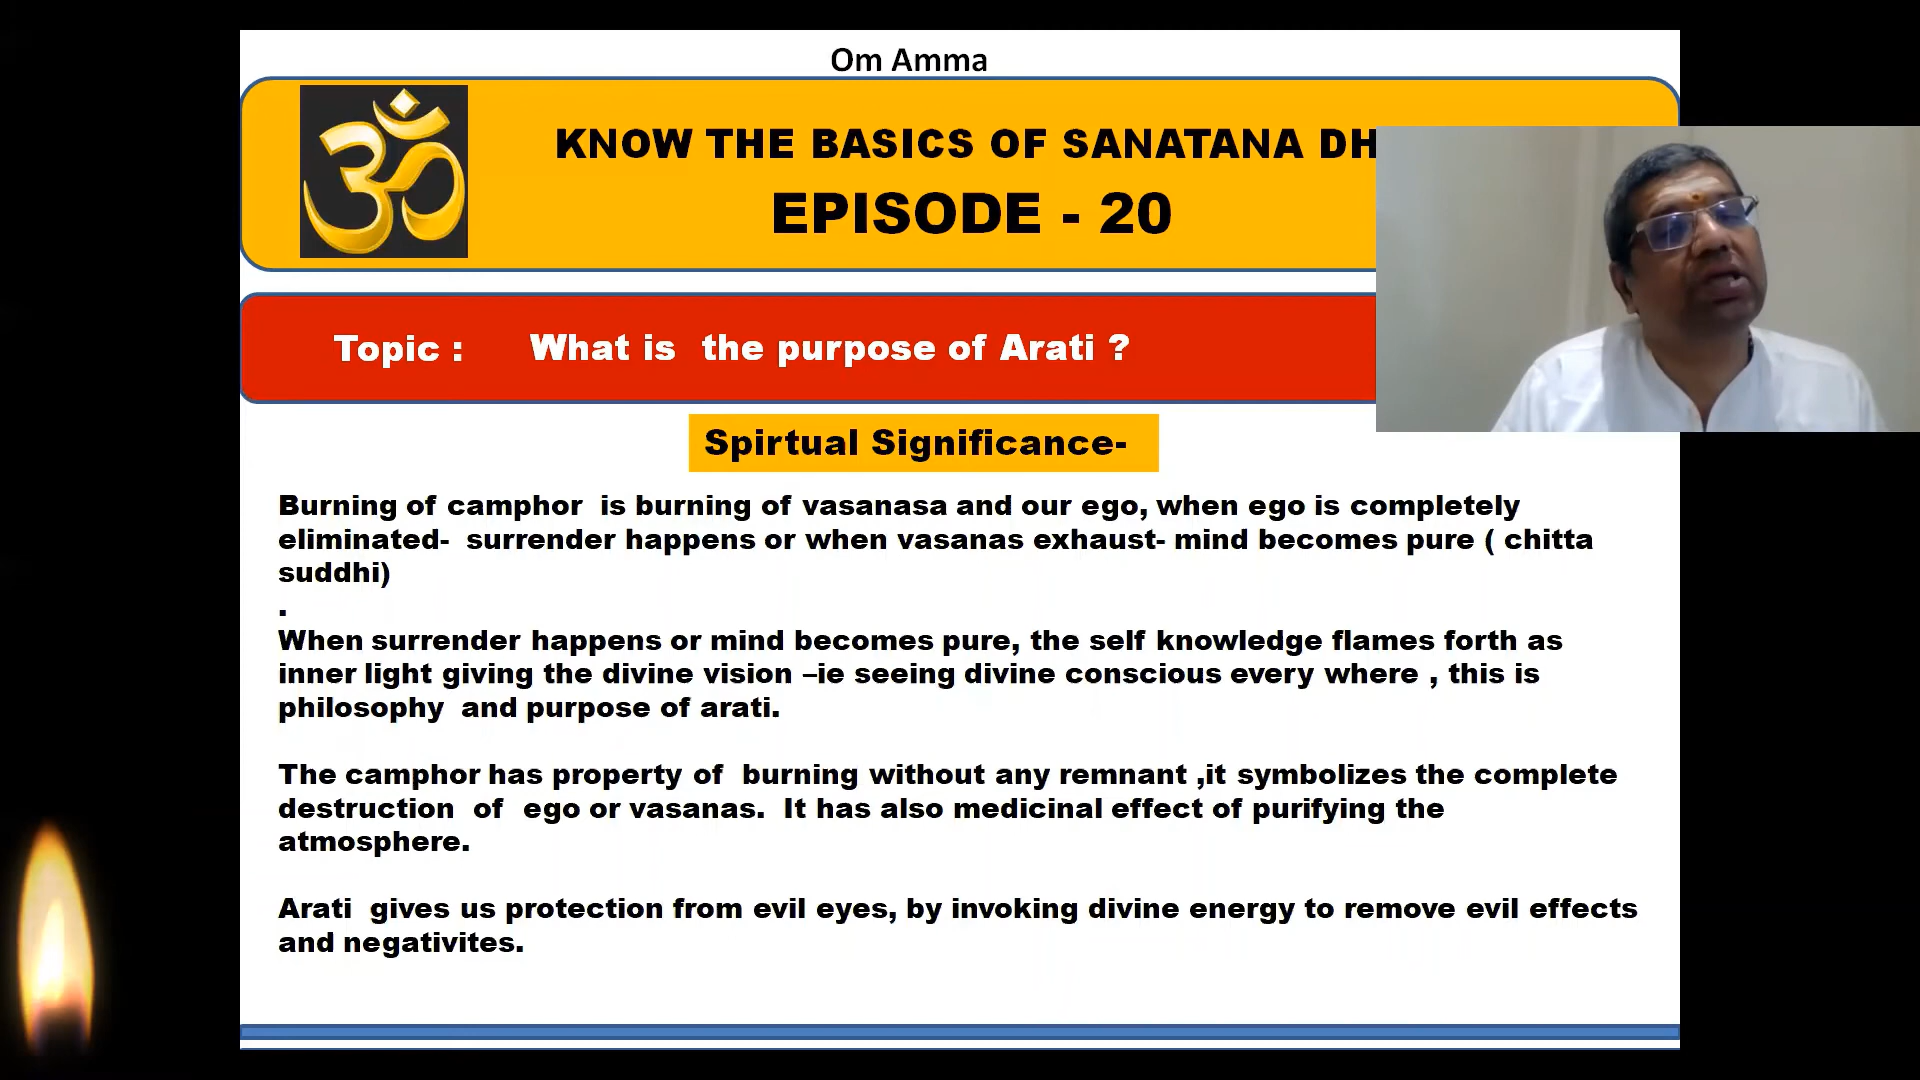 Om Amma
KNOW THE BASICS OF SANATANA DH
EPISODE - 20
Topic : What is the purpose of Arati ?
Spirtual Significance-
Burning of camphor is burning of vasanasa and our ego, when ego is completely
eliminated- surrender happens or when vasanas exhaust- mind becomes pure ( chitta
suddhi)
.
When surrender happens or mind becomes pure, the self knowledge flames forth as
inner light giving the divine vision –ie seeing divine conscious every where , this is
philosophy and purpose of arati.
The camphor has property of burning without any remnant ,it symbolizes the complete
destruction of ego or vasanas. It has also medicinal effect of purifying the
atmosphere.
Arati gives us protection from evil eyes, by invoking divine energy to remove evil effects
and negativites.